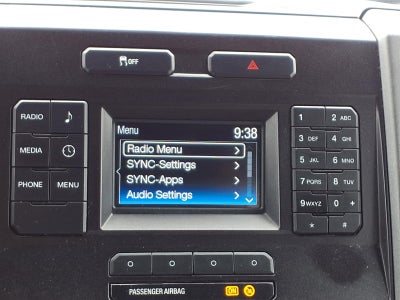 OFF
RADIO
MEDIA
PHONE MENU
Menu 9:38
Radio Menu >
SYNC-Settings >
SYNC-Apps >
Audio Settings >
1 2 ABC
3 DEF 4 GHI
5 JKL 6 MNO
7 PQRS 8 TUV
9 WXYZ 0 +
* #
PASSENGER AIRBAG ON